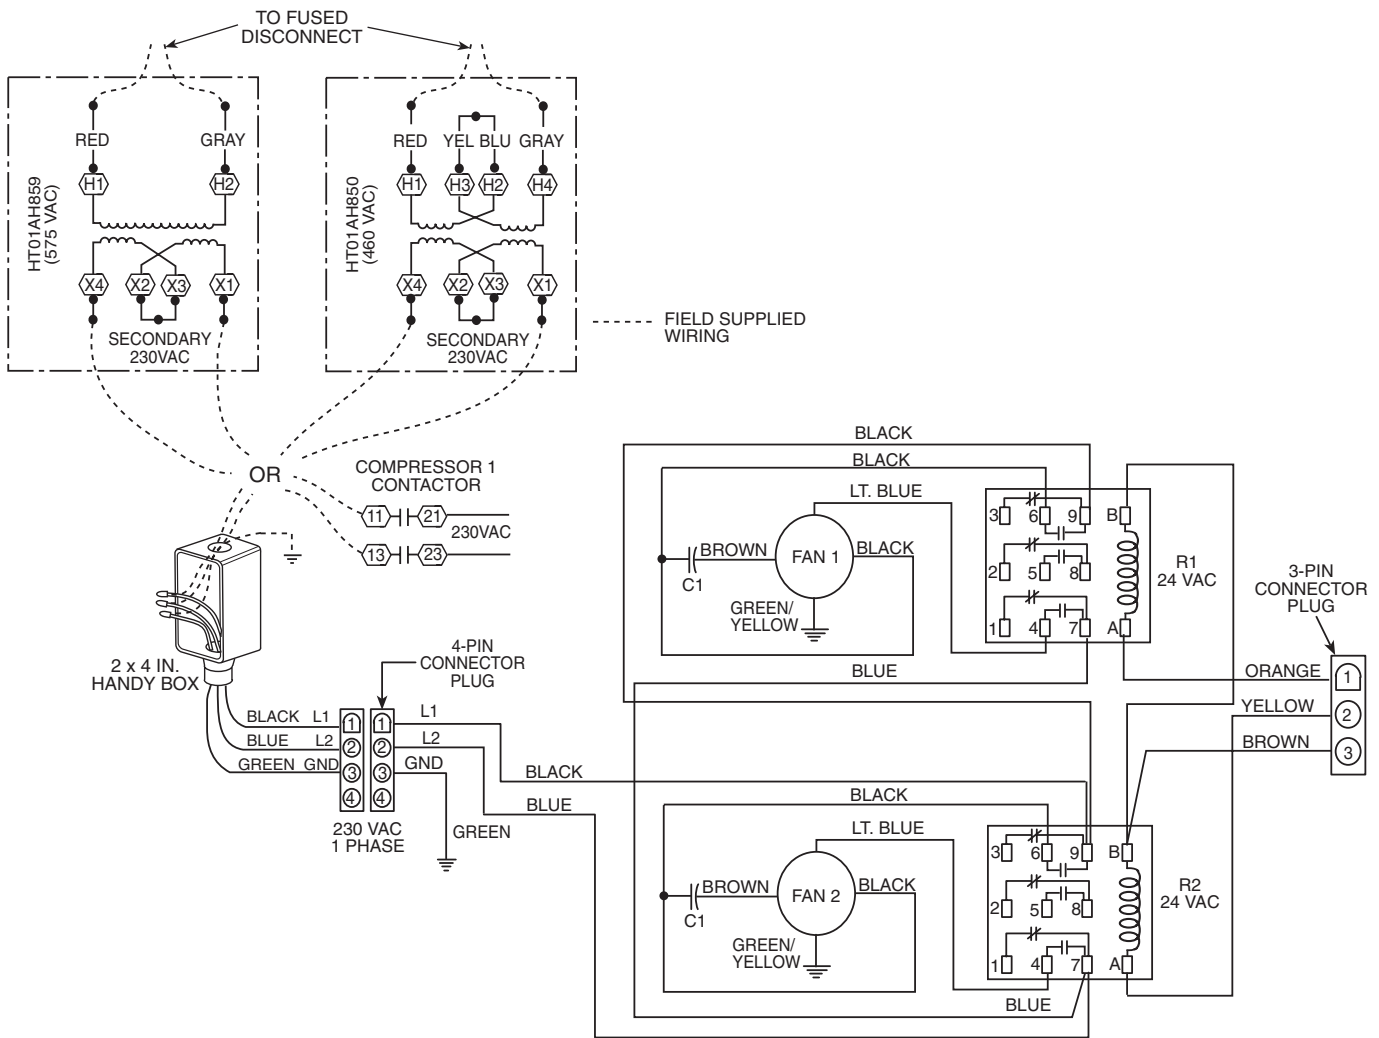 TO FUSED
DISCONNECT
RED
GRAY
H1
H2
HT01AH859
(575 VAC)
X4
X2
X3
X1
SECONDARY
230VAC
RED
YEL
BLU
GRAY
H1
H3
H2
H4
HT01AH850
(460 VAC)
X4
X2
X3
X1
SECONDARY
230VAC
FIELD SUPPLIED
WIRING
OR
COMPRESSOR 1
CONTACTOR
11
21
230VAC
13
23
2 x 4 IN.
HANDY BOX
4-PIN
CONNECTOR
PLUG
BLACK L1
BLUE L2
GREEN GND
1
2
3
4
1
2
3
4
L1
L2
GND
230 VAC
1 PHASE
GREEN
BLACK
BLUE
BLACK
BLACK
LT. BLUE
BROWN
FAN 1
BLACK
C1
GREEN/
YELLOW
BLUE
3
6
9
B
2
5
8
1
4
7
A
R1
24 VAC
3-PIN
CONNECTOR
PLUG
ORANGE
1
YELLOW
2
BROWN
3
BLACK
LT. BLUE
BROWN
FAN 2
BLACK
C1
GREEN/
YELLOW
BLUE
3
6
9
B
2
5
8
1
4
7
A
R2
24 VAC